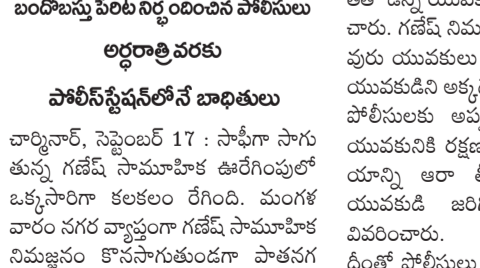 బందోబస్తు పేరిట నిర్బంధించిన పోలీసులు
అర్ధరాత్రి వరకు
పోలీస్‌స్టేషన్‌లోనే బాధితులు
చార్మినార్, సెప్టెంబర్ 17 : సాఫీగా సాగు
తున్న గణేష్ సామూహిక ఊరేగింపులో
ఒక్కసారిగా కలకలం రేగింది. మంగళ
వారం నగర వ్యాప్తంగా గణేష్ సామూహిక
నిమజ్జనం కొనసాగుతుండగా పాతనగ
చారు. గణేష్ నిమ
వురు యువకులు
యువకుడిని అక్క
పోలీసులకు అప్ప
యువకునికి రక్షణ
యాన్ని ఆరా తీ
యువకుడి జరిగి
వివరించారు.
దీంతో పోలీసులు